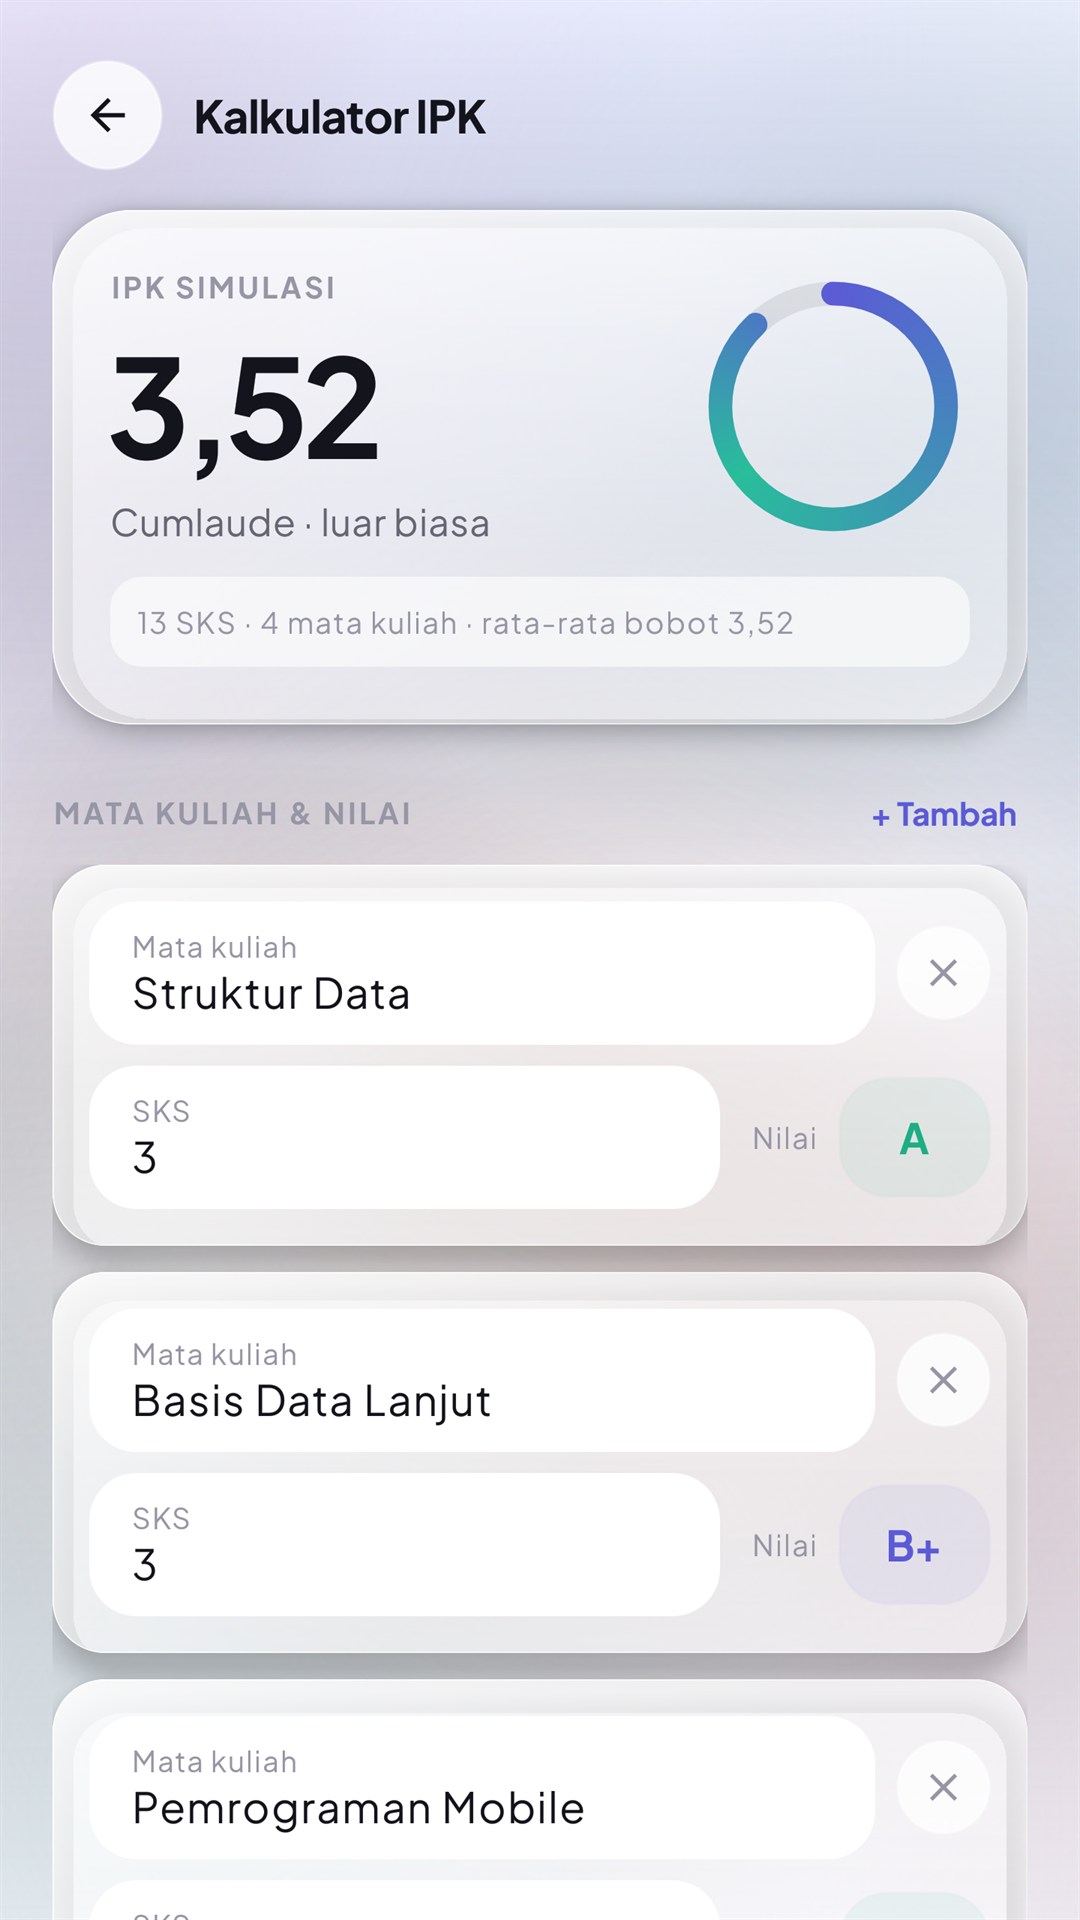 Kalkulator IPK
IPK SIMULASI
3,52
Cumlaude · luar biasa
13 SKS · 4 mata kuliah · rata-rata bobot 3,52
MATA KULIAH & NILAI
+ Tambah
Mata kuliah
Struktur Data
SKS
3
Nilai
A
Mata kuliah
Basis Data Lanjut
SKS
3
Nilai
B+
Mata kuliah
Pemrograman Mobile